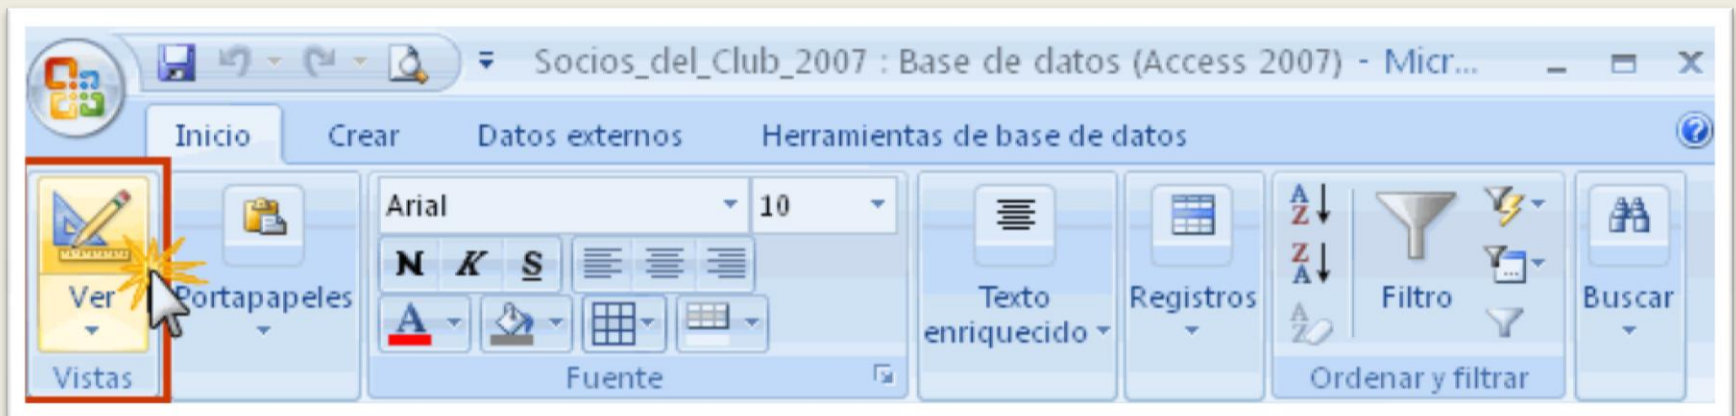 Socios_del_Club_2007 : Base de datos (Access 2007) - Micr...
Inicio Crear Datos externos Herramientas de base de datos
Arial 10
N K S
A
A Z
Z A
A Z
Ver Portapapeles Texto enriquecido Registros Filtro Buscar
Vistas Fuente Ordenar y filtrar